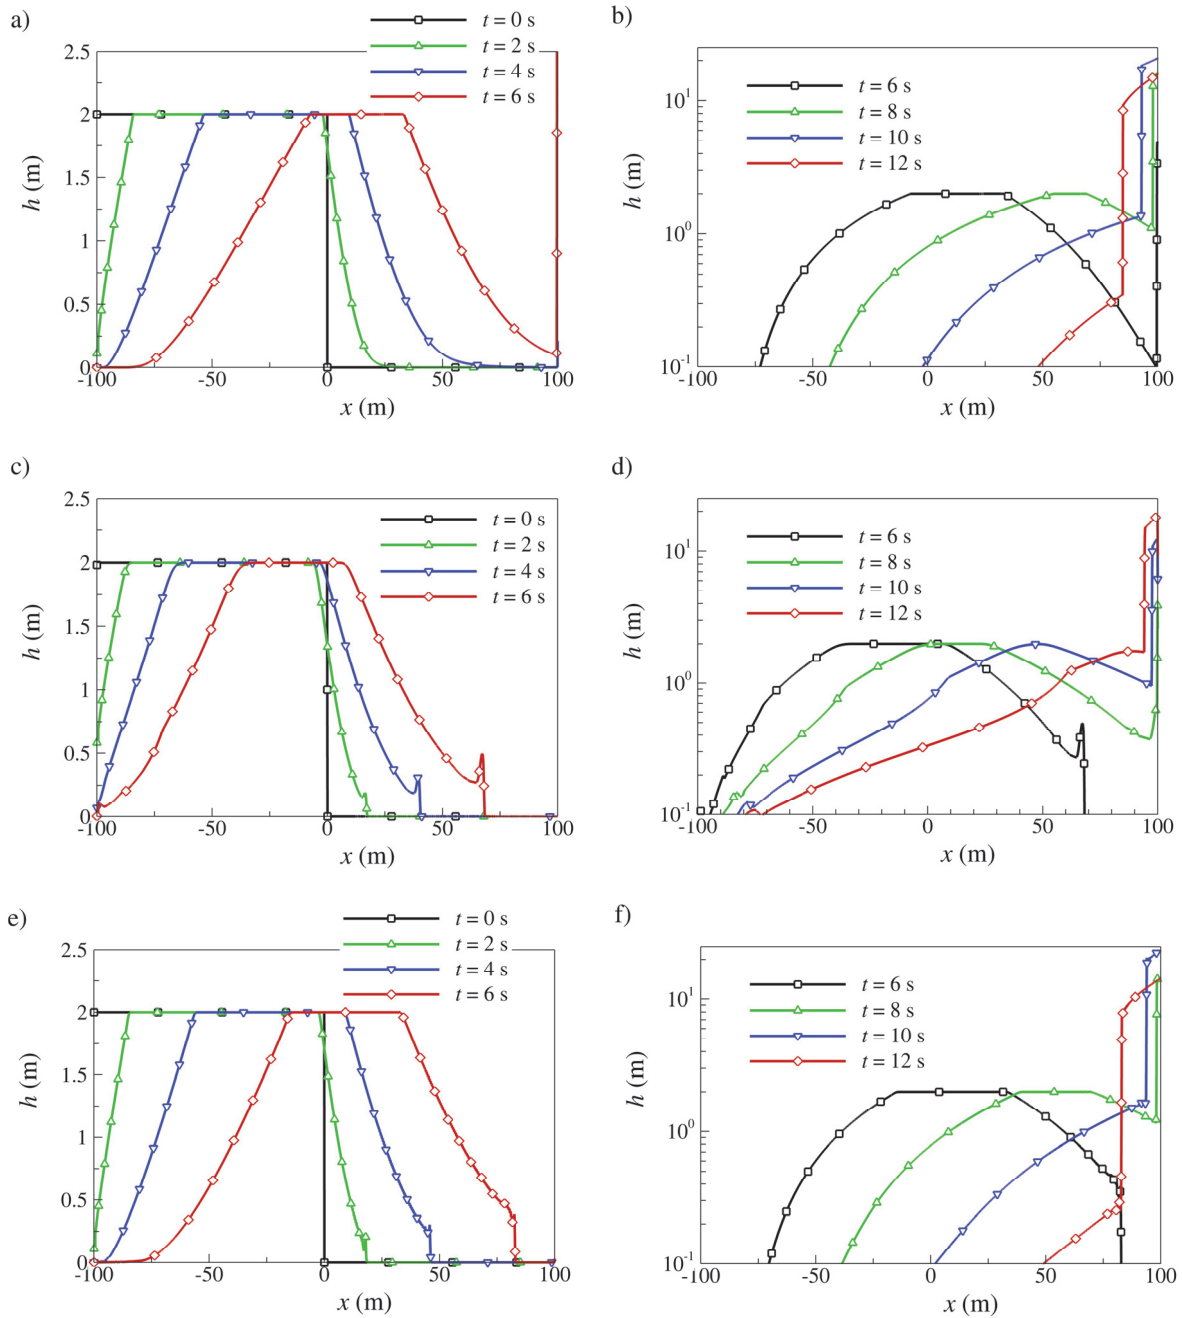 a)
t = 0 s
t = 2 s
t = 4 s
t = 6 s
2.5
2
1.5
1
0.5
0
h (m)
-100 -50 0 50 100
x (m)
b)
t = 6 s
t = 8 s
t = 10 s
t = 12 s
10^1
10^0
10^-1
h (m)
-100 -50 0 50 100
x (m)
c)
t = 0 s
t = 2 s
t = 4 s
t = 6 s
2.5
2
1.5
1
0.5
0
h (m)
-100 -50 0 50 100
x (m)
d)
t = 6 s
t = 8 s
t = 10 s
t = 12 s
10^1
10^0
10^-1
h (m)
-100 -50 0 50 100
x (m)
e)
t = 0 s
t = 2 s
t = 4 s
t = 6 s
2.5
2
1.5
1
0.5
0
h (m)
-100 -50 0 50 100
x (m)
f)
t = 6 s
t = 8 s
t = 10 s
t = 12 s
10^1
10^0
10^-1
h (m)
-100 -50 0 50 100
x (m)